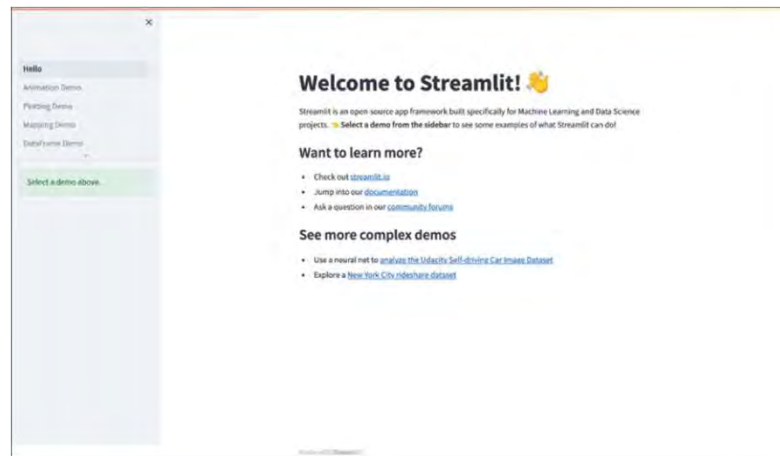 Hello
Animation Demo
Plotting Demo
Mapping Demo
DataFrame Demo
Select a demo above.
Welcome to Streamlit! 👋
Streamlit is an open-source app framework built specifically for Machine Learning and Data Science
projects. 👈 Select a demo from the sidebar to see some examples of what Streamlit can do!
Want to learn more?
• Check out streamlit.io
• Jump into our documentation
• Ask a question in our community forums
See more complex demos
• Use a neural net to analyze the Udacity Self-driving Car Image Dataset
• Explore a New York City rideshare dataset